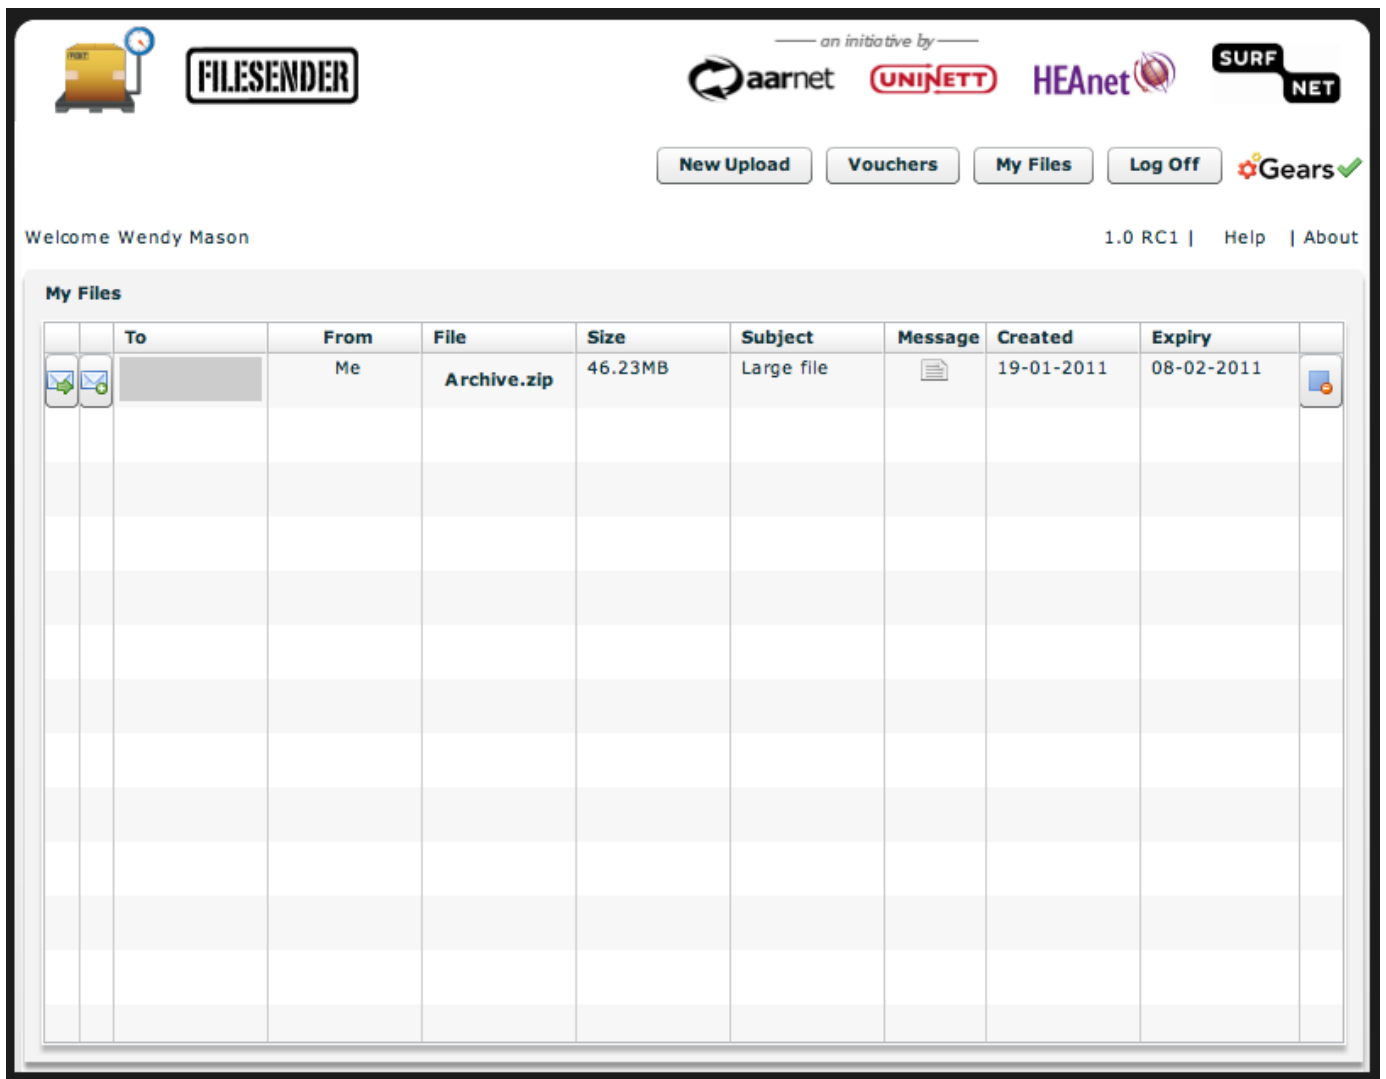 an initiative by
FILESENDER
aarnet UNINETT HEAnet SURF NET
New Upload Vouchers My Files Log Off Gears
Welcome Wendy Mason 1.0 RC1 | Help | About
My Files
To From File Size Subject Message Created Expiry
Me Archive.zip 46.23MB Large file 19-01-2011 08-02-2011